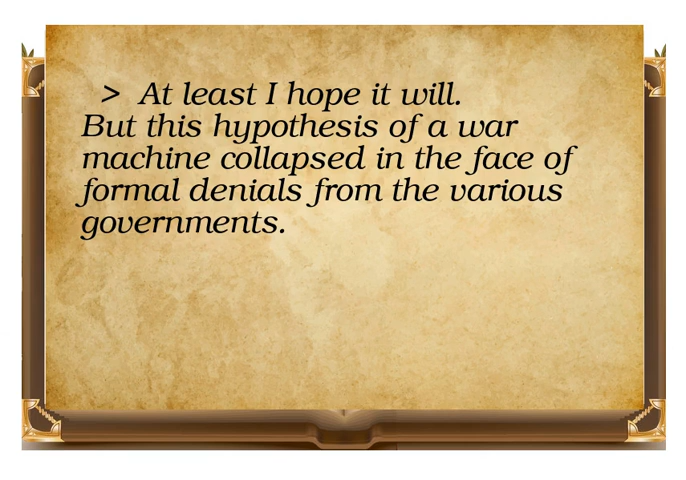 > At least I hope it will.
But this hypothesis of a war
machine collapsed in the face of
formal denials from the various
governments.